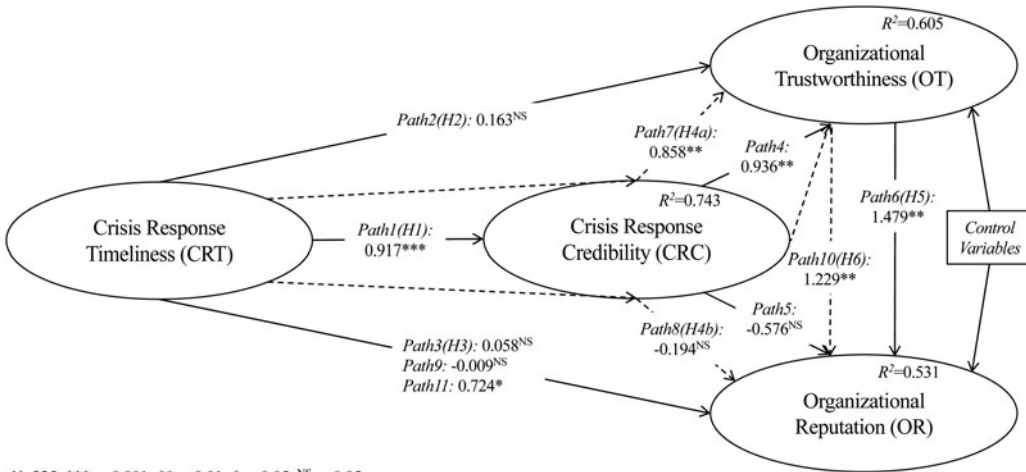 R²=0.605
Organizational
Trustworthiness (OT)
Path2(H2): 0.163NS
Path7(H4a):
0.858**
Path4:
0.936**
R²=0.743
Crisis Response
Timeliness (CRT)
Path1(H1):
0.917***
Crisis Response
Credibility (CRC)
Path6(H5):
1.479**
Control
Variables
Path10(H6):
1.229**
Path5:
-0.576NS
Path8(H4b):
-0.194NS
Path3(H3): 0.058NS
Path9: -0.009NS
Path11: 0.724*
R²=0.531
Organizational
Reputation (OR)